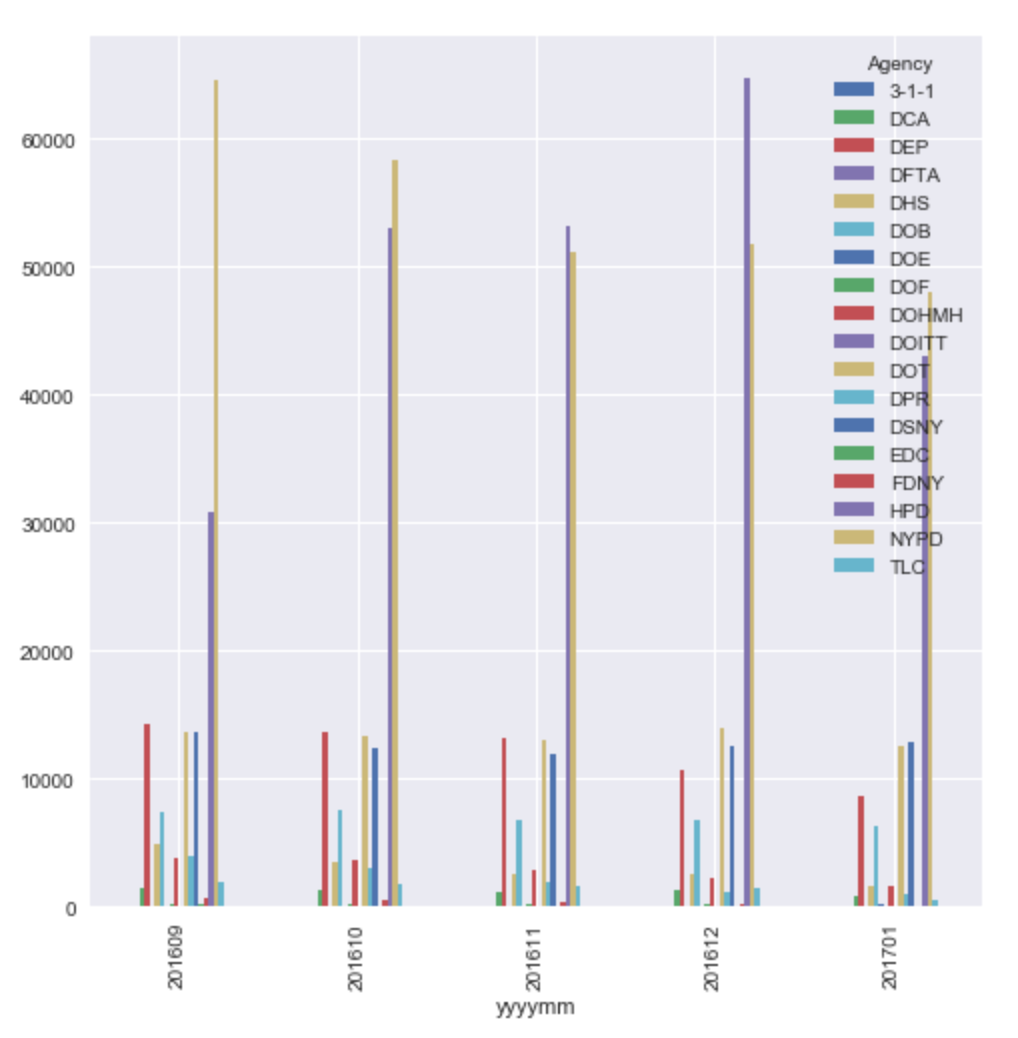 Agency
3-1-1
DCA
DEP
DFTA
DHS
DOB
DOE
DOF
DOHMH
DOITT
DOT
DPR
DSNY
EDC
FDNY
HPD
NYPD
TLC
60000
50000
40000
30000
20000
10000
0
201609
201610
201611
201612
201701
yyyymm